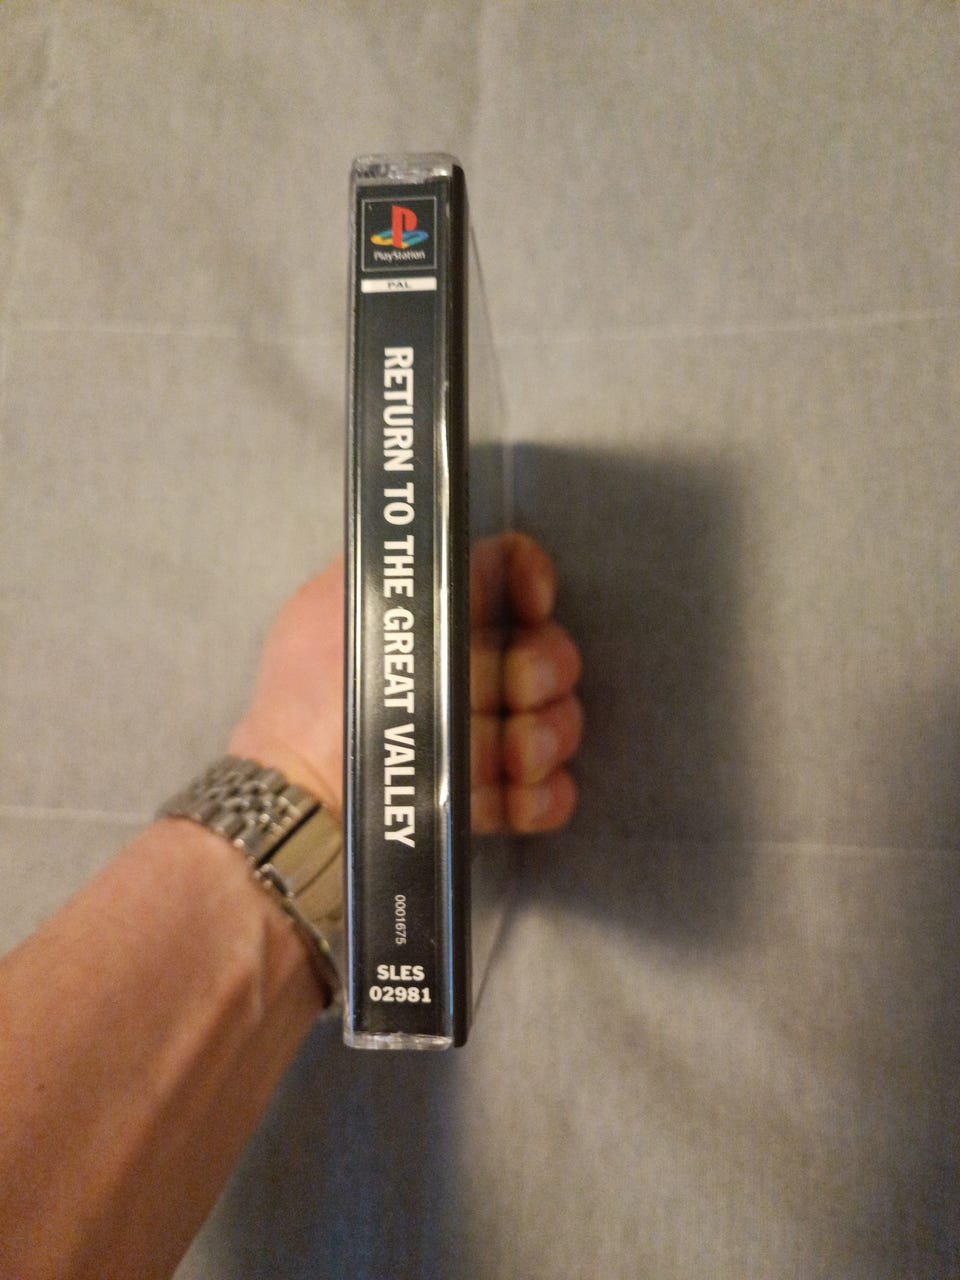 PlayStation
PAL
RETURN TO THE GREAT VALLEY
0001675
SLES
02981